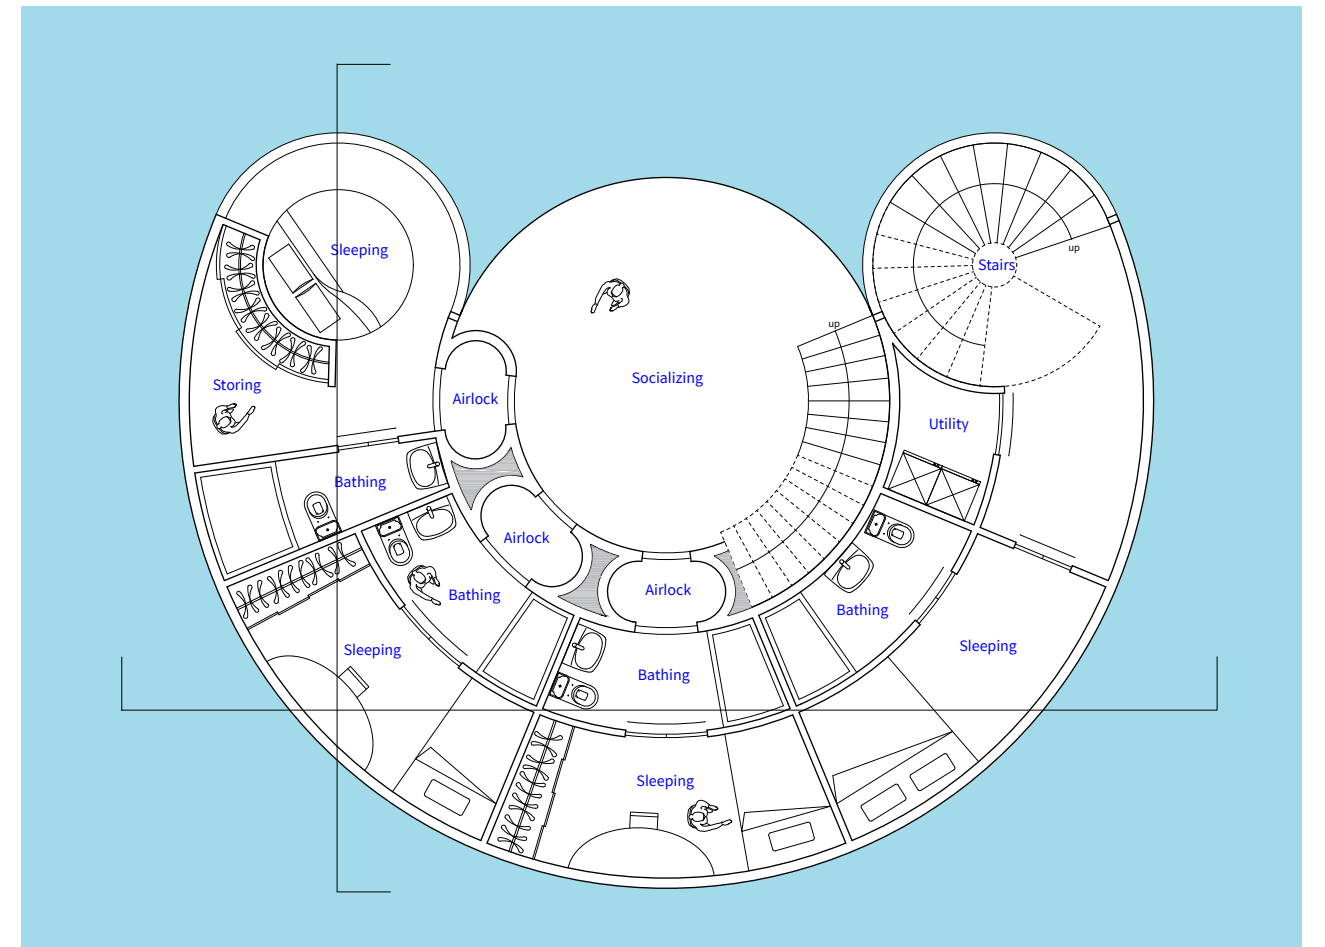 Sleeping
Stairs
up
up
Socializing
Storing
Airlock
Utility
Bathing
Airlock
Airlock
Bathing
Bathing
Sleeping
Sleeping
Bathing
Sleeping